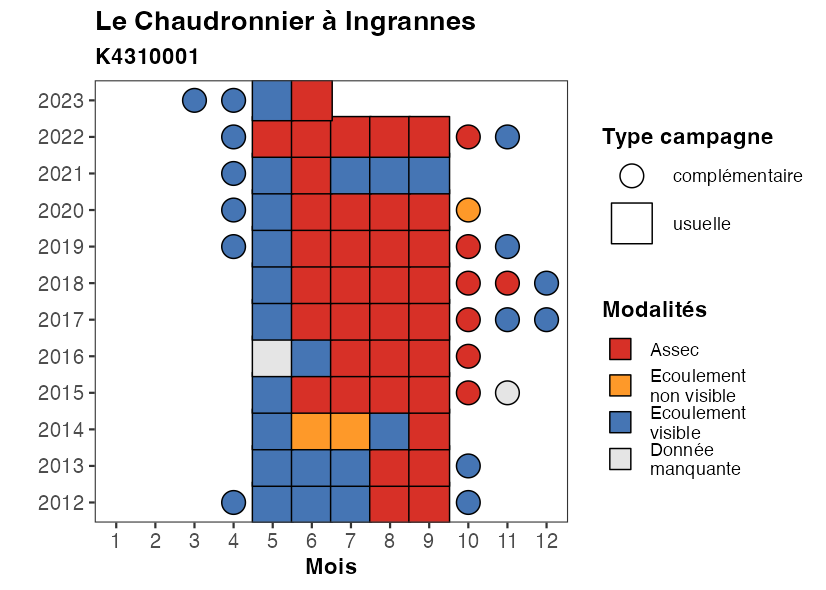 Le Chaudronnier à Ingrannes
K4310001
2023
2022
2021
2020
2019
2018
2017
2016
2015
2014
2013
2012
1 2 3 4 5 6 7 8 9 10 11 12
Mois
Type campagne
complémentaire
usuelle
Modalités
Assec
Ecoulement
non visible
Ecoulement
visible
Donnée
manquante